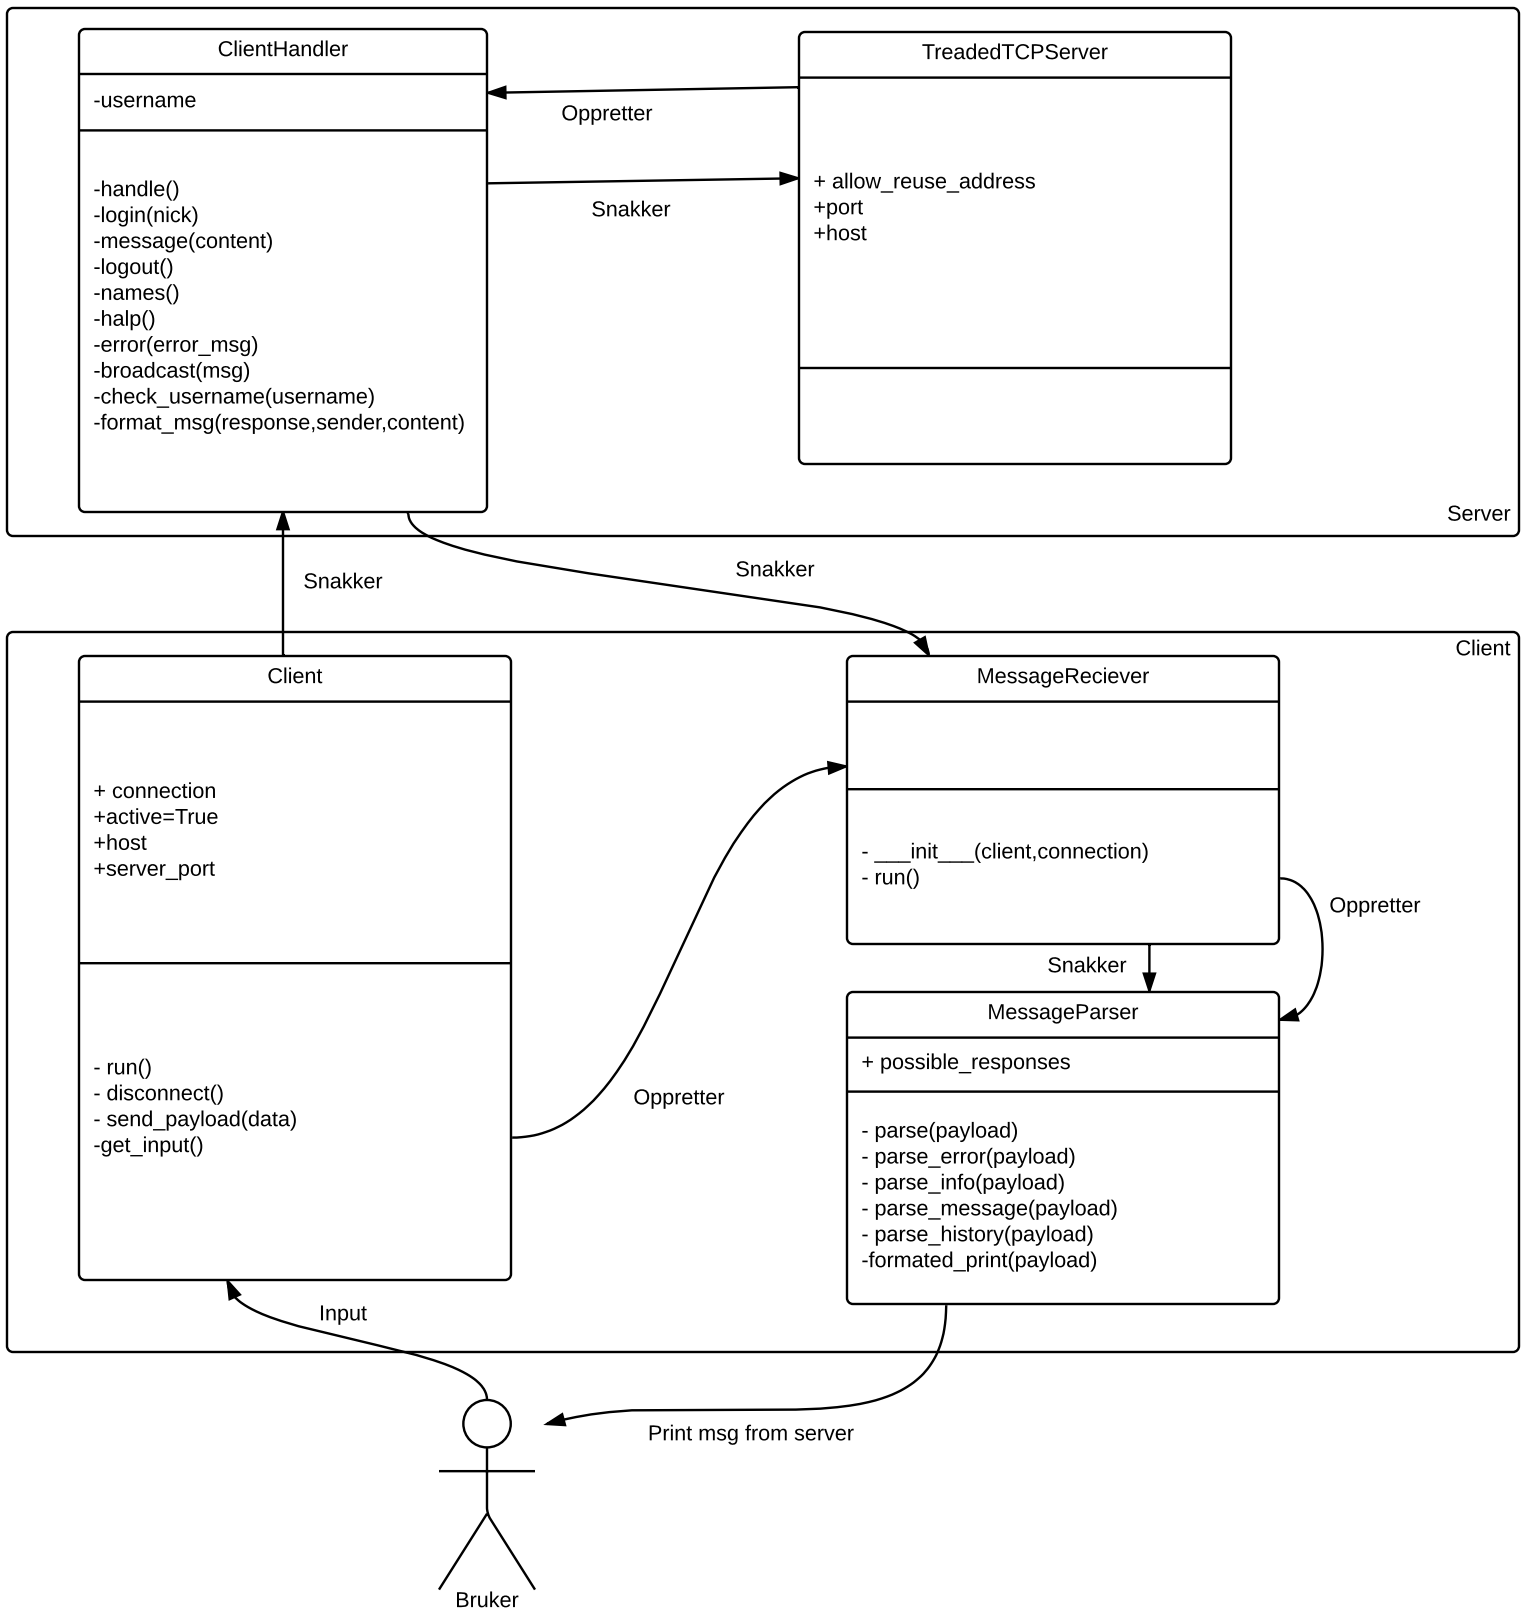 ClientHandler
-username
-handle()
-login(nick)
-message(content)
-logout()
-names()
-halp()
-error(error_msg)
-broadcast(msg)
-check_username(username)
-format_msg(response,sender,content)
Oppretter
Snakker
TreadedTCPServer
+ allow_reuse_address
+port
+host
Server
Snakker
Snakker
Client
Client
+ connection
+active=True
+host
+server_port
- run()
- disconnect()
- send_payload(data)
-get_input()
Oppretter
MessageReciever
- ___init___(client,connection)
- run()
Oppretter
Snakker
MessageParser
+ possible_responses
- parse(payload)
- parse_error(payload)
- parse_info(payload)
- parse_message(payload)
- parse_history(payload)
-formated_print(payload)
Input
Print msg from server
Bruker